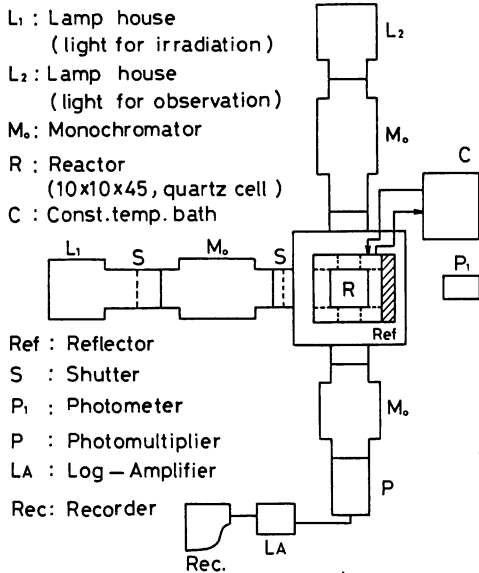 L₁ : Lamp house
(light for irradiation)
L₂ : Lamp house
(light for observation)
Mₒ : Monochromator
R : Reactor
(10x10x45, quartz cell)
C : Const.temp. bath
L₂
Mₒ
C
L₁
S
Mₒ
S
R
P₁
Ref
Ref : Reflector
S : Shutter
P₁ : Photometer
P : Photomultiplier
LA : Log-Amplifier
Rec: Recorder
Mₒ
P
LA
Rec.